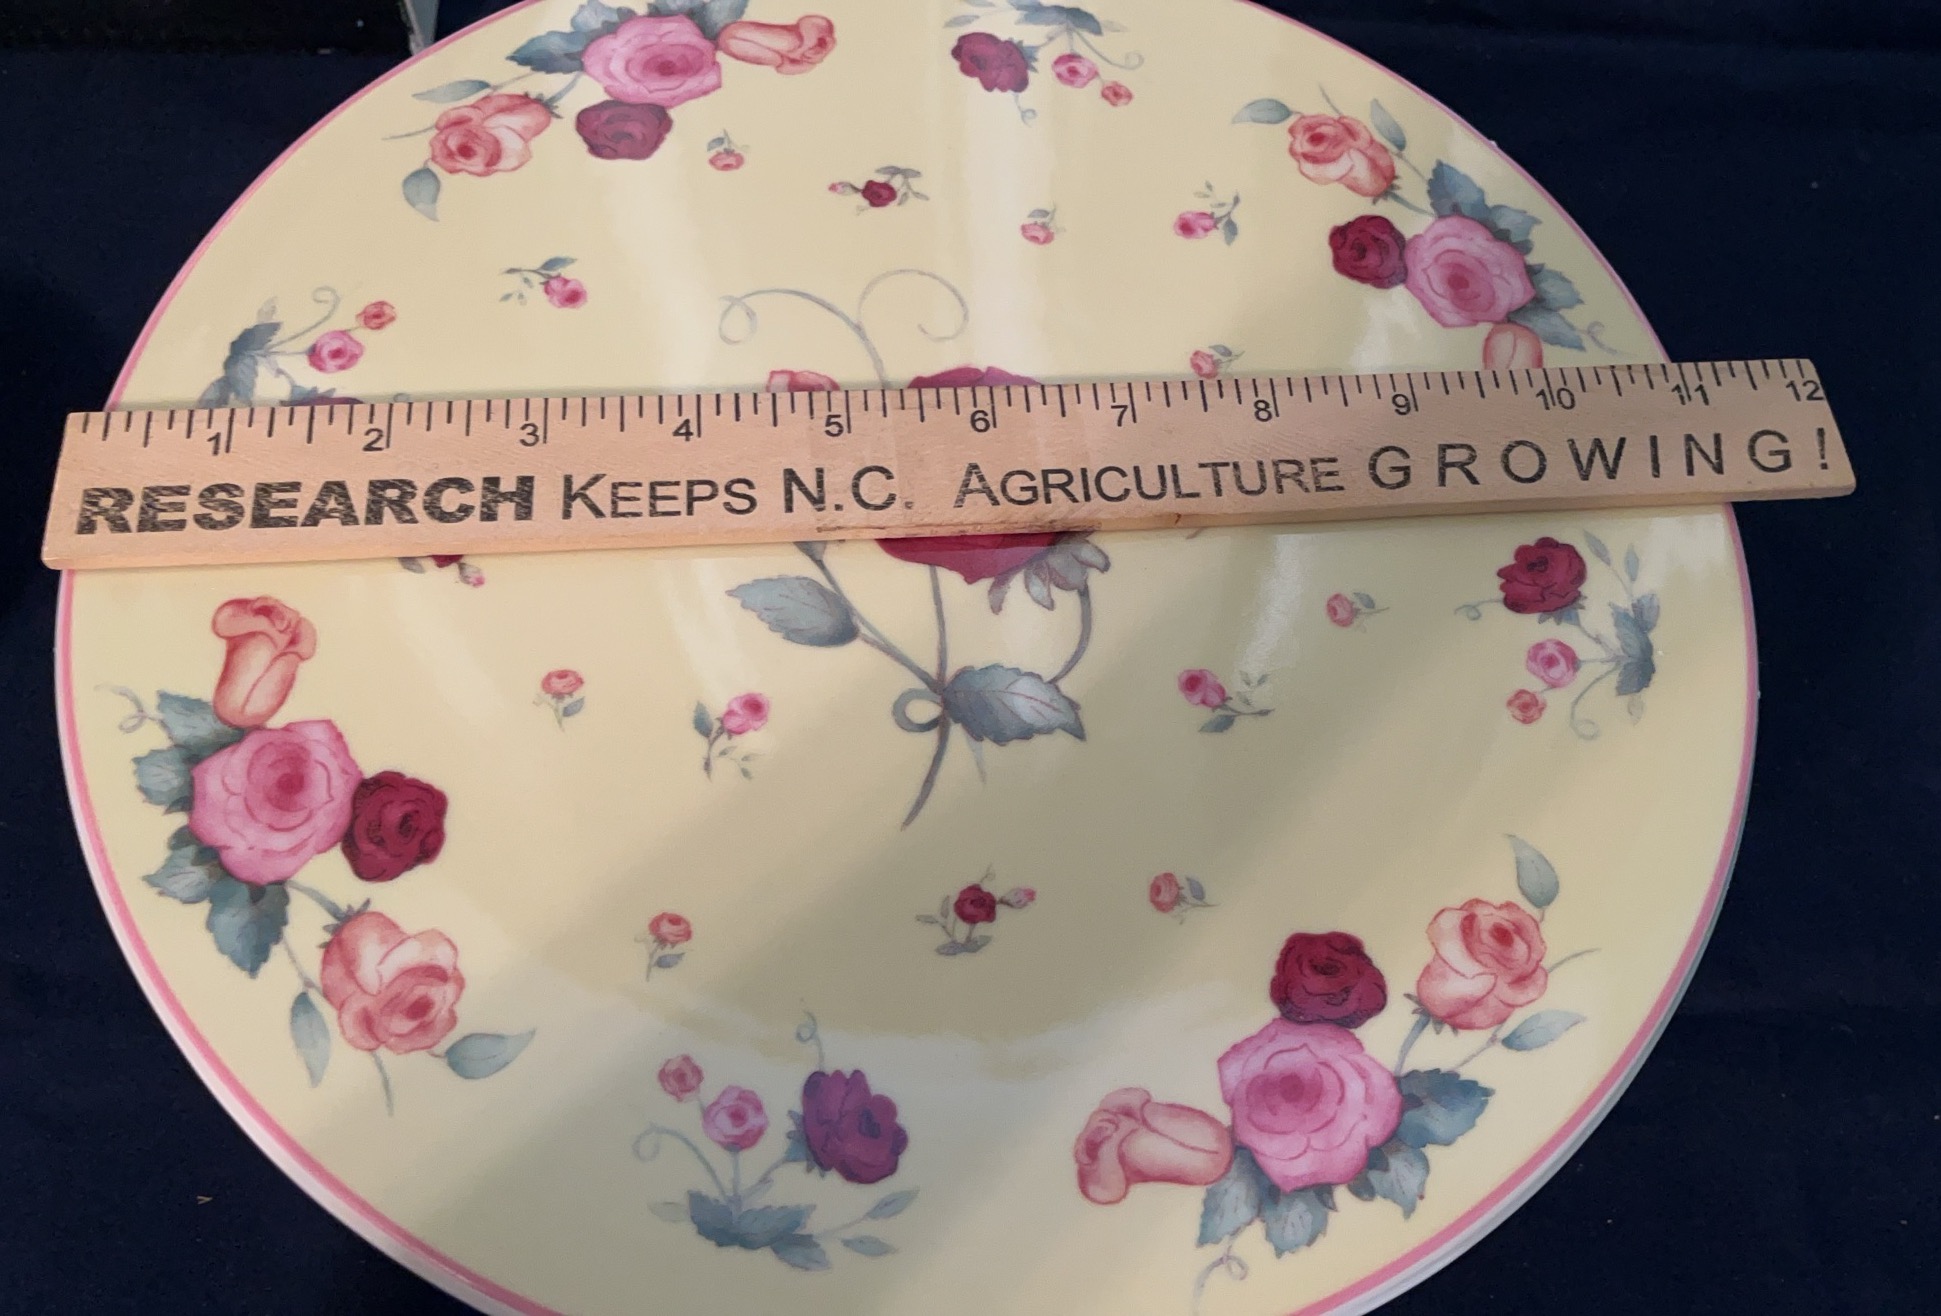 1 2 3 4 5 6 7 8 9 10 11 12
RESEARCH KEEPS N.C. AGRICULTURE GROWING!